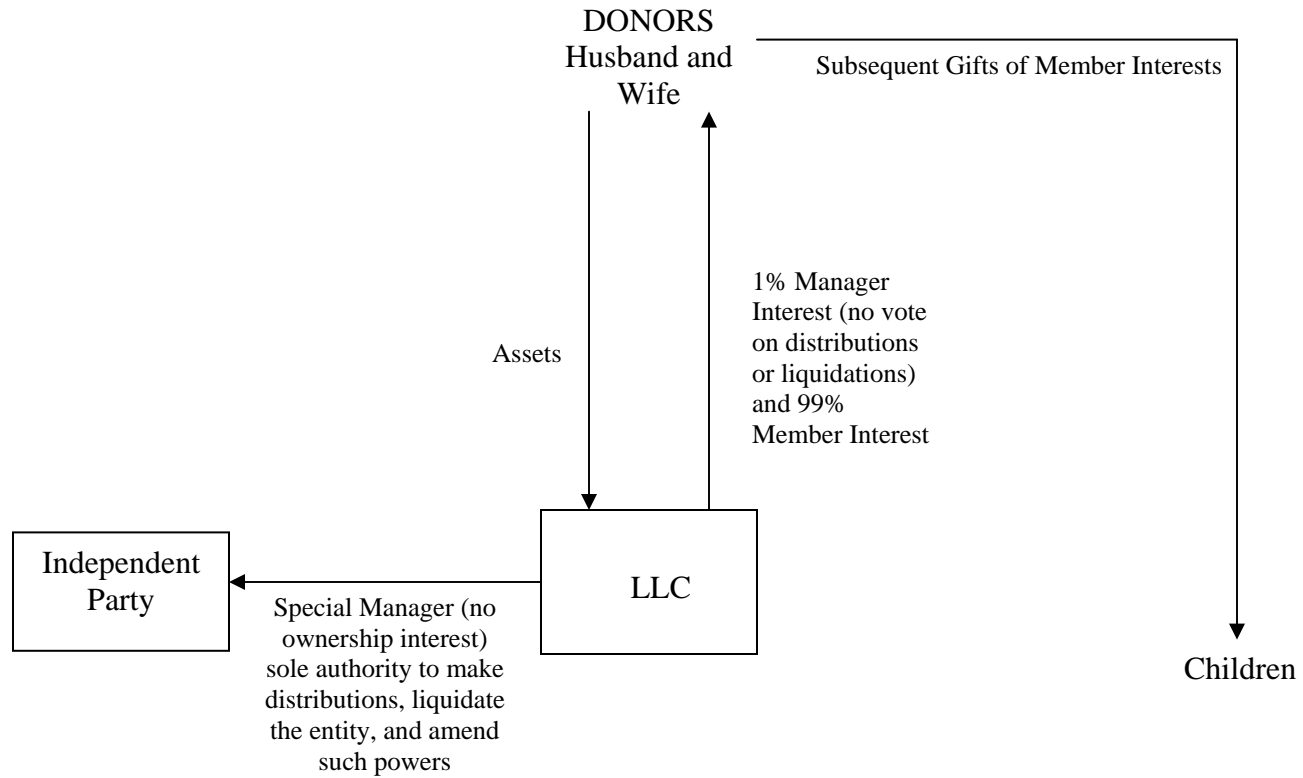 DONORS
Husband and
Wife
Subsequent Gifts of Member Interests
Assets
1% Manager
Interest (no vote
on distributions
or liquidations)
and 99%
Member Interest
Independent
Party
Special Manager (no
ownership interest)
sole authority to make
distributions, liquidate
the entity, and amend
such powers
LLC
Children